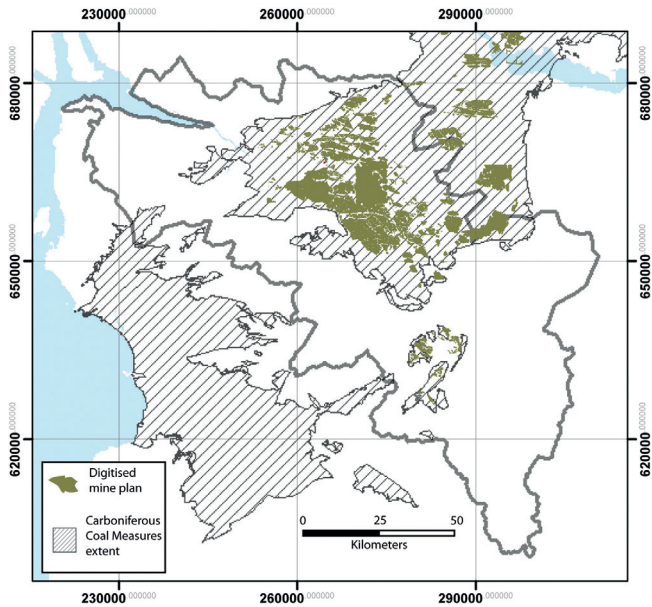 230000.000000 260000.000000 290000.000000
680000.000000 680000.000000
650000.000000 650000.000000
620000.000000 620000.000000
Digitised
mine plan
Carboniferous
Coal Measures
extent
0 25 50
Kilometers
230000.000000 260000.000000 290000.000000